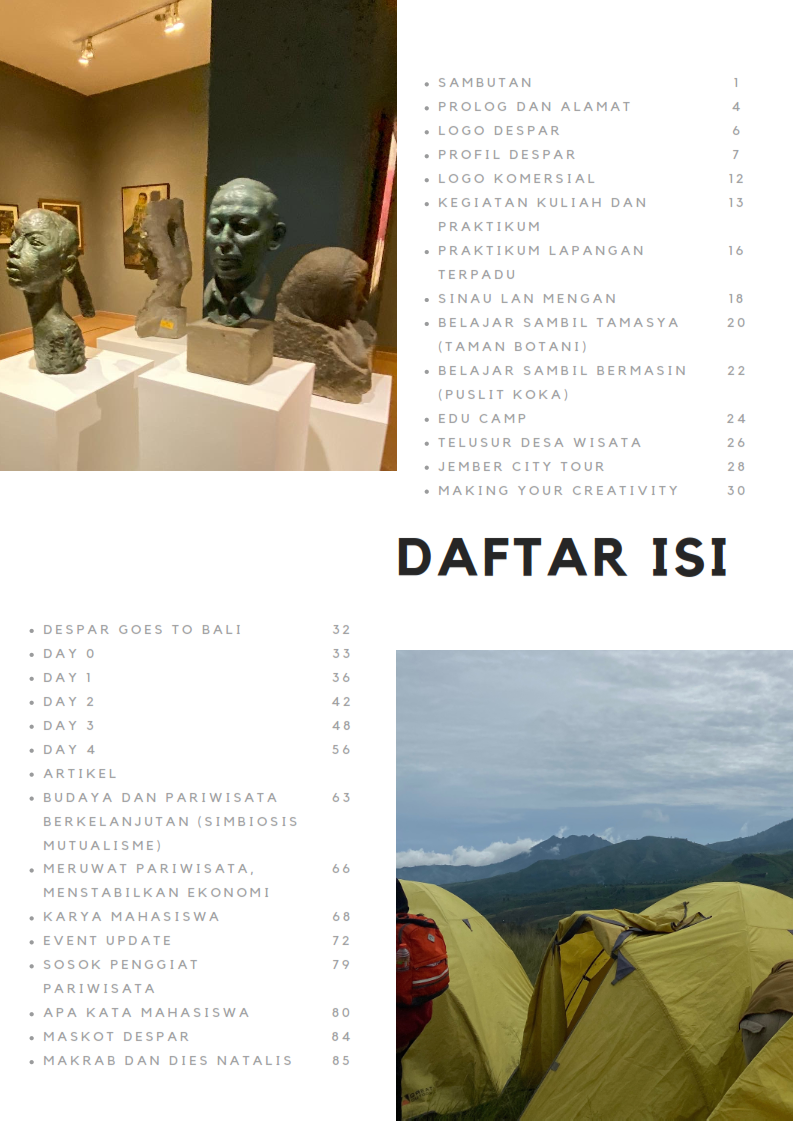 • SAMBUTAN 1
• PROLOG DAN ALAMAT 4
• LOGO DESPAR 6
• PROFIL DESPAR 7
• LOGO KOMERSIAL 12
• KEGIATAN KULIAH DAN 13
PRAKTIKUM
• PRAKTIKUM LAPANGAN 16
TERPADU
• SINAU LAN MENGAN 18
• BELAJAR SAMBIL TAMASYA 20
(TAMAN BOTANI)
• BELAJAR SAMBIL BERMASIN 22
(PUSLIT KOKA)
• EDU CAMP 24
• TELUSUR DESA WISATA 26
• JEMBER CITY TOUR 28
• MAKING YOUR CREATIVITY 30
DAFTAR ISI
• DESPAR GOES TO BALI 32
• DAY 0 33
• DAY 1 36
• DAY 2 42
• DAY 3 48
• DAY 4 56
• ARTIKEL
• BUDAYA DAN PARIWISATA 63
BERKELANJUTAN (SIMBIOSIS
MUTUALISME)
• MERUWAT PARIWISATA, 66
MENSTABILKAN EKONOMI
• KARYA MAHASISWA 68
• EVENT UPDATE 72
• SOSOK PENGGIAT 79
PARIWISATA
• APA KATA MAHASISWA 80
• MASKOT DESPAR 84
• MAKRAB DAN DIES NATALIS 85